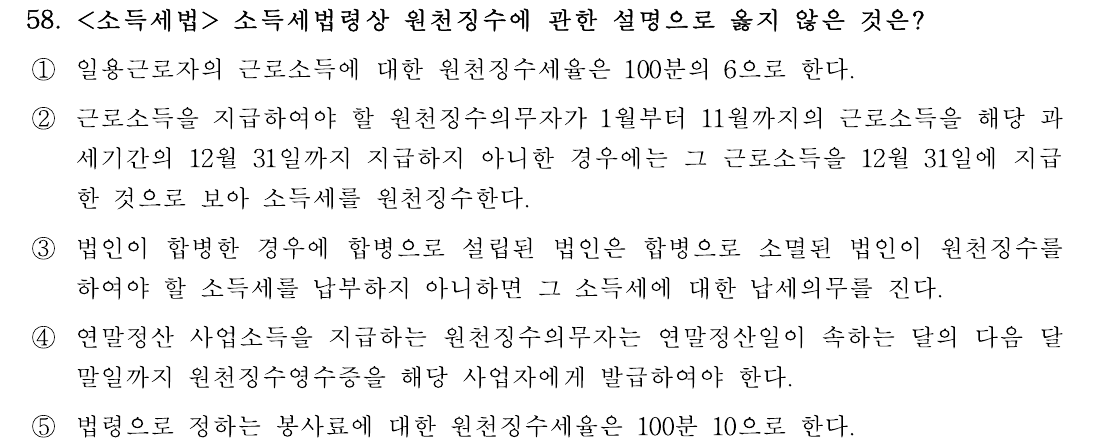 58. <소득세법> 소득세법령상 원천징수에 관한 설명으로 옳지 않은 것은?
① 일용근로자의 근로소득에 대한 원천징수세율은 100분의 6으로 한다.
② 근로소득을 지급하여야 할 원천징수의무자가 1월부터 11월까지의 근로소득을 해당 과
세기간의 12월 31일까지 지급하지 아니한 경우에는 그 근로소득을 12월 31일에 지급
한 것으로 보아 소득세를 원천징수한다.
③ 법인이 합병한 경우에 합병으로 설립된 법인은 합병으로 소멸된 법인이 원천징수를
하여야 할 소득세를 납부하지 아니하면 그 소득세에 대한 납세의무를 진다.
④ 연말정산 사업소득을 지급하는 원천징수의무자는 연말정산일이 속하는 달의 다음 달
말일까지 원천징수영수증을 해당 사업자에게 발급하여야 한다.
⑤ 법령으로 정하는 봉사료에 대한 원천징수세율은 100분 10으로 한다.